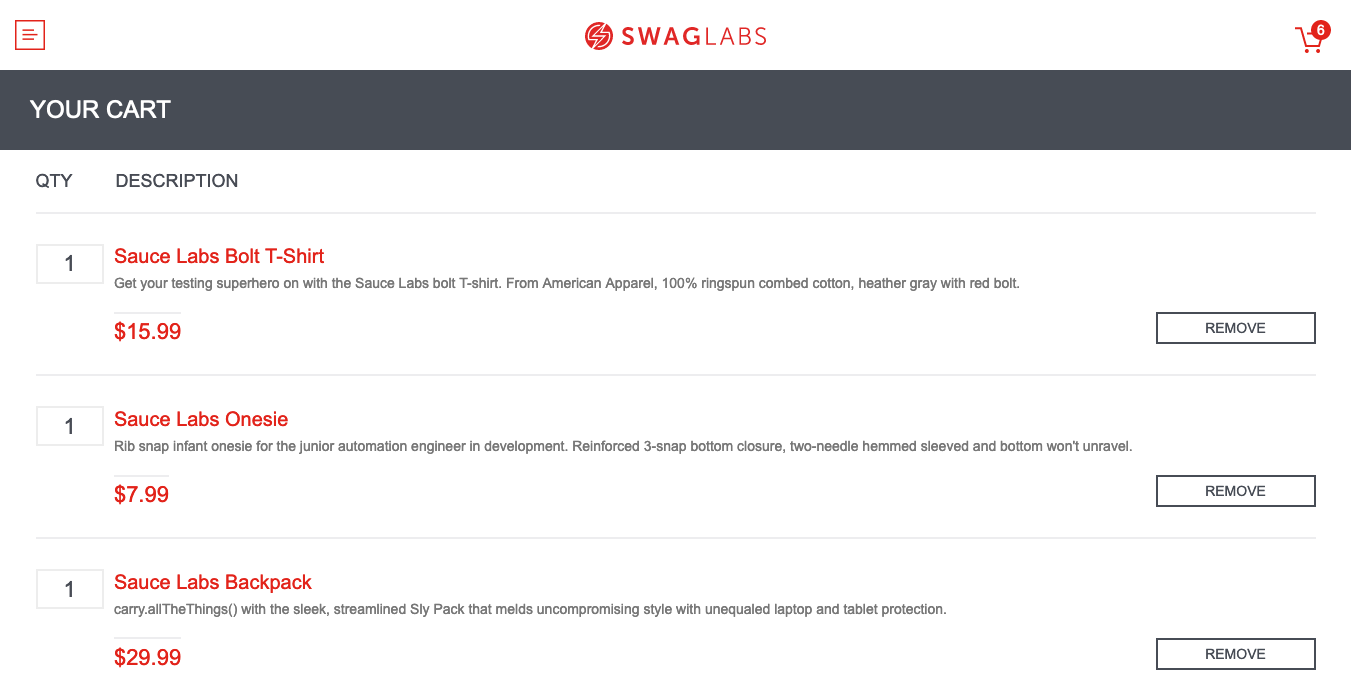 SWAGLABS
6
YOUR CART
QTY DESCRIPTION
1
Sauce Labs Bolt T-Shirt
Get your testing superhero on with the Sauce Labs bolt T-shirt. From American Apparel, 100% ringspun combed cotton, heather gray with red bolt.
$15.99
REMOVE
1
Sauce Labs Onesie
Rib snap infant onesie for the junior automation engineer in development. Reinforced 3-snap bottom closure, two-needle hemmed sleeved and bottom won't unravel.
$7.99
REMOVE
1
Sauce Labs Backpack
carry.allTheThings() with the sleek, streamlined Sly Pack that melds uncompromising style with unequaled laptop and tablet protection.
$29.99
REMOVE